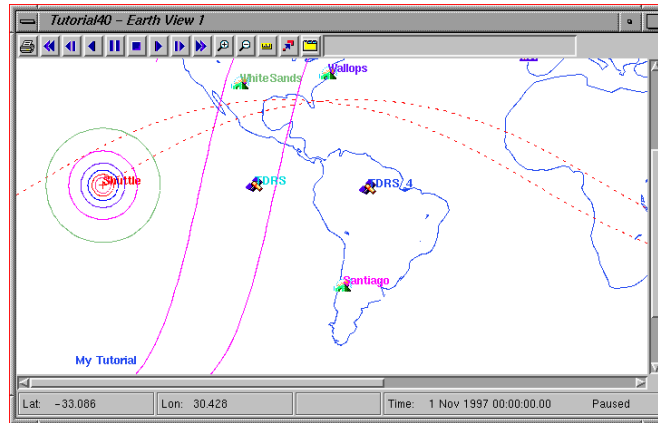 Tutorial40 – Earth View 1
WhiteSands
Wallops
Shuttle
TDRS
TDRS_4
Santiago
My Tutorial
Lat: -33.086
Lon: 30.428
Time: 1 Nov 1997 00:00:00.00 Paused